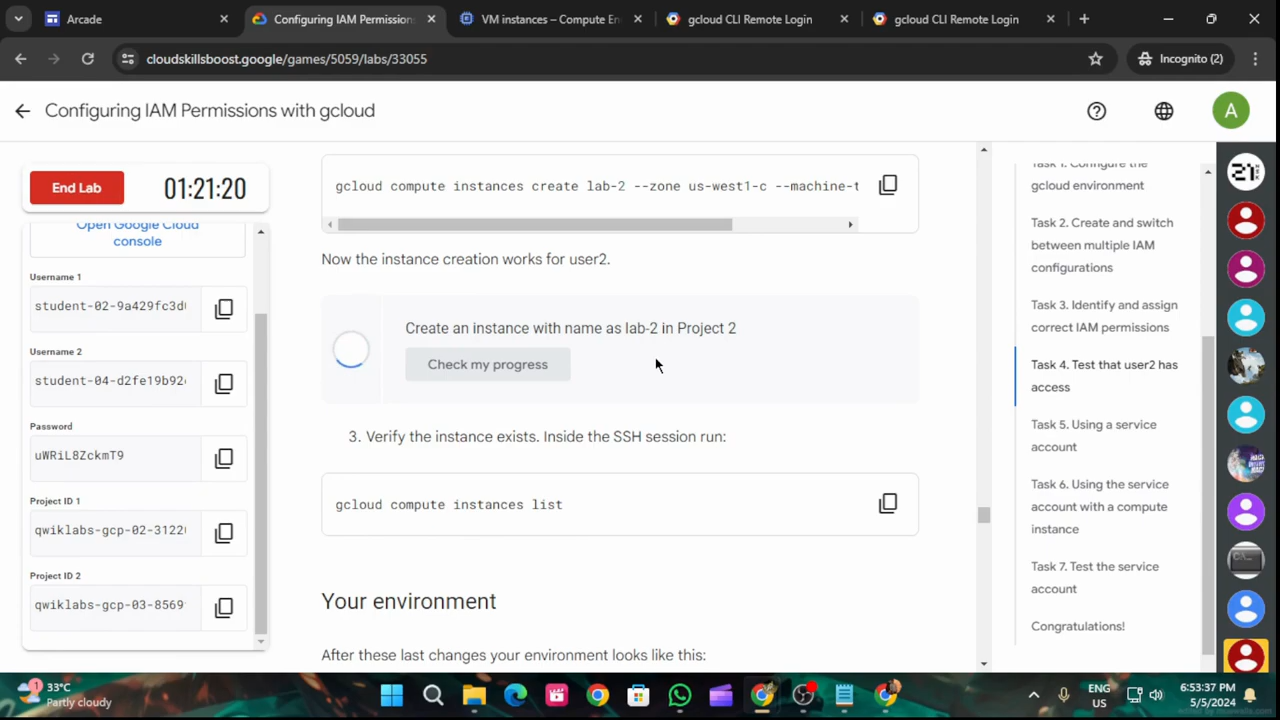 Arcade
Configuring IAM Permission
VM instances – Compute En
gcloud CLI Remote Login
gcloud CLI Remote Login
cloudskillsboost.google/games/5059/labs/33055
Incognito (2)
Configuring IAM Permissions with gcloud
A
End Lab
01:21:20
Open Google Cloud
console
Username 1
student-02-9a429fc3d
Username 2
student-04-d2fe19b92
Password
uWRiL8ZckmT9
Project ID 1
qwiklabs-gcp-02-3122
Project ID 2
qwiklabs-gcp-03-8569
gcloud compute instances create lab-2 --zone us-west1-c --machine-t
Now the instance creation works for user2.
Create an instance with name as lab-2 in Project 2
Check my progress
3. Verify the instance exists. Inside the SSH session run:
gcloud compute instances list
Your environment
After these last changes your environment looks like this:
Task 1. Configure the
gcloud environment
Task 2. Create and switch
between multiple IAM
configurations
Task 3. Identify and assign
correct IAM permissions
Task 4. Test that user2 has
access
Task 5. Using a service
account
Task 6. Using the service
account with a compute
instance
Task 7. Test the service
account
Congratulations!
21
1
33°C
Partly cloudy
ENG
US
6:53:37 PM
5/5/2024